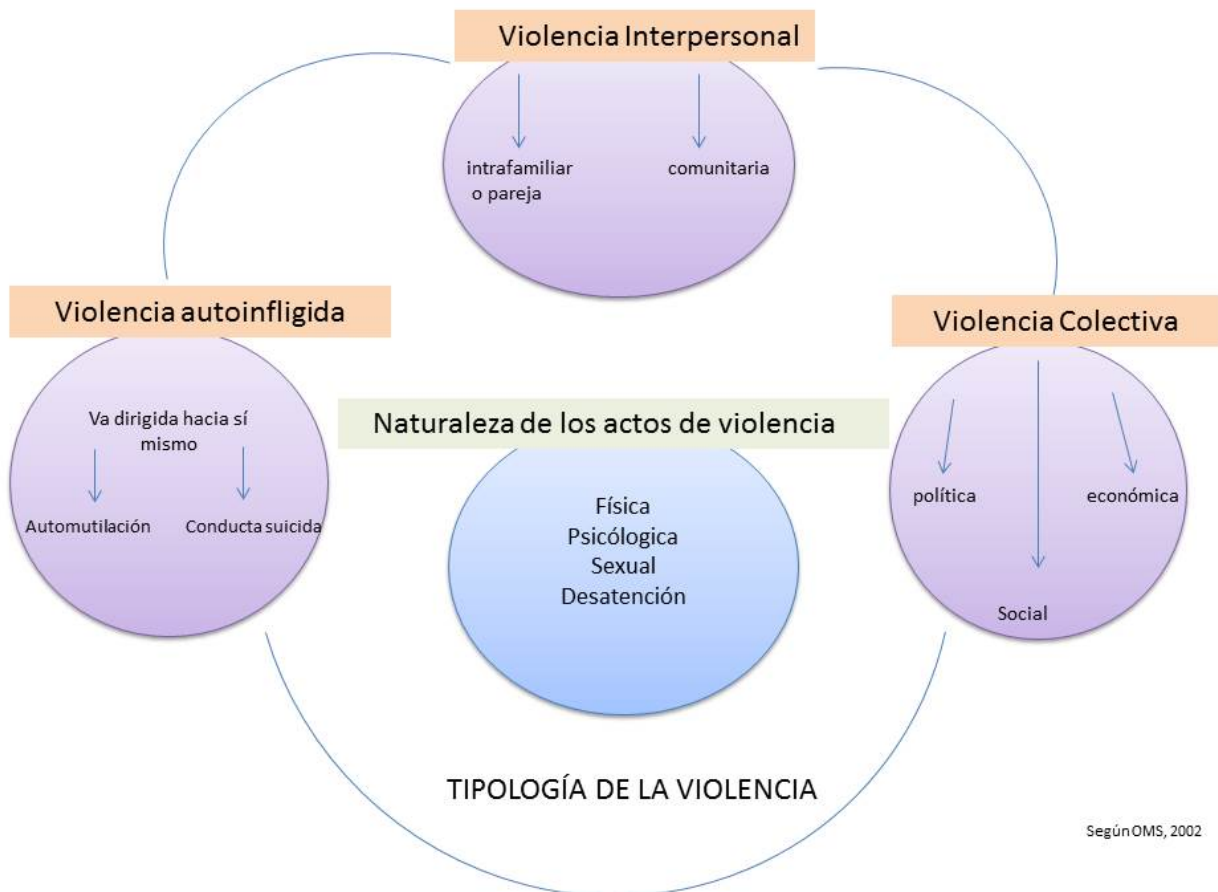 Violencia Interpersonal
intrafamiliar
o pareja
comunitaria
Violencia autoinfligida
Va dirigida hacia sí
mismo
Automutilación
Conducta suicida
Violencia Colectiva
política
económica
Social
Naturaleza de los actos de violencia
Física
Psicólogica
Sexual
Desatención
TIPOLOGÍA DE LA VIOLENCIA
Según OMS, 2002